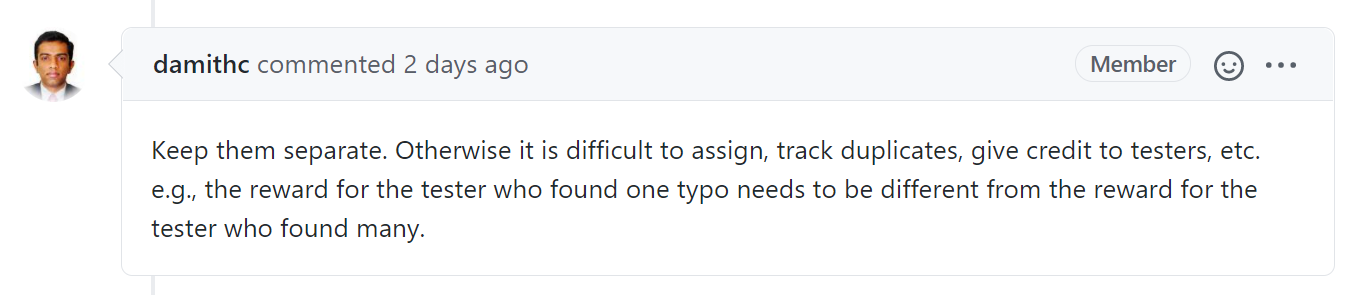 damithc commented 2 days ago
Member
Keep them separate. Otherwise it is difficult to assign, track duplicates, give credit to testers, etc.
e.g., the reward for the tester who found one typo needs to be different from the reward for the
tester who found many.